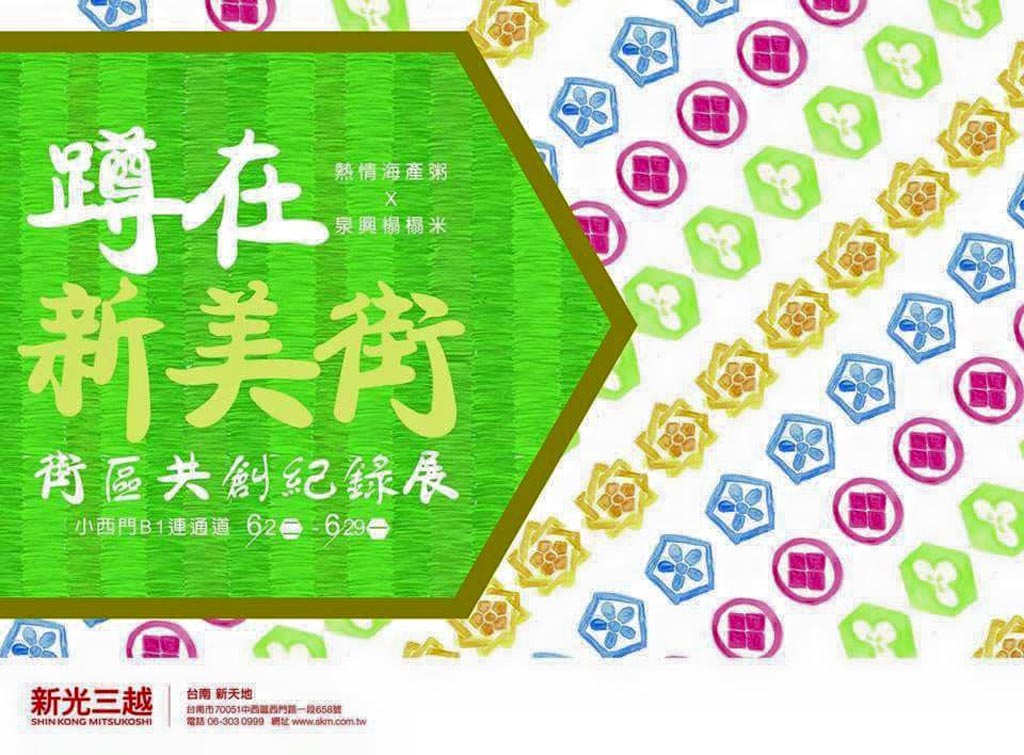 蹲在
熱情海產粥
x
泉興榻榻米
新美街
街區共創紀錄展
小西門B1連通道 6/2二 - 6/29一
新光三越
SHIN KONG MITSUKOSHI
台南 新天地
台南市70051中西區西門路一段658號
電話 06-303 0999 網址 www.skm.com.tw